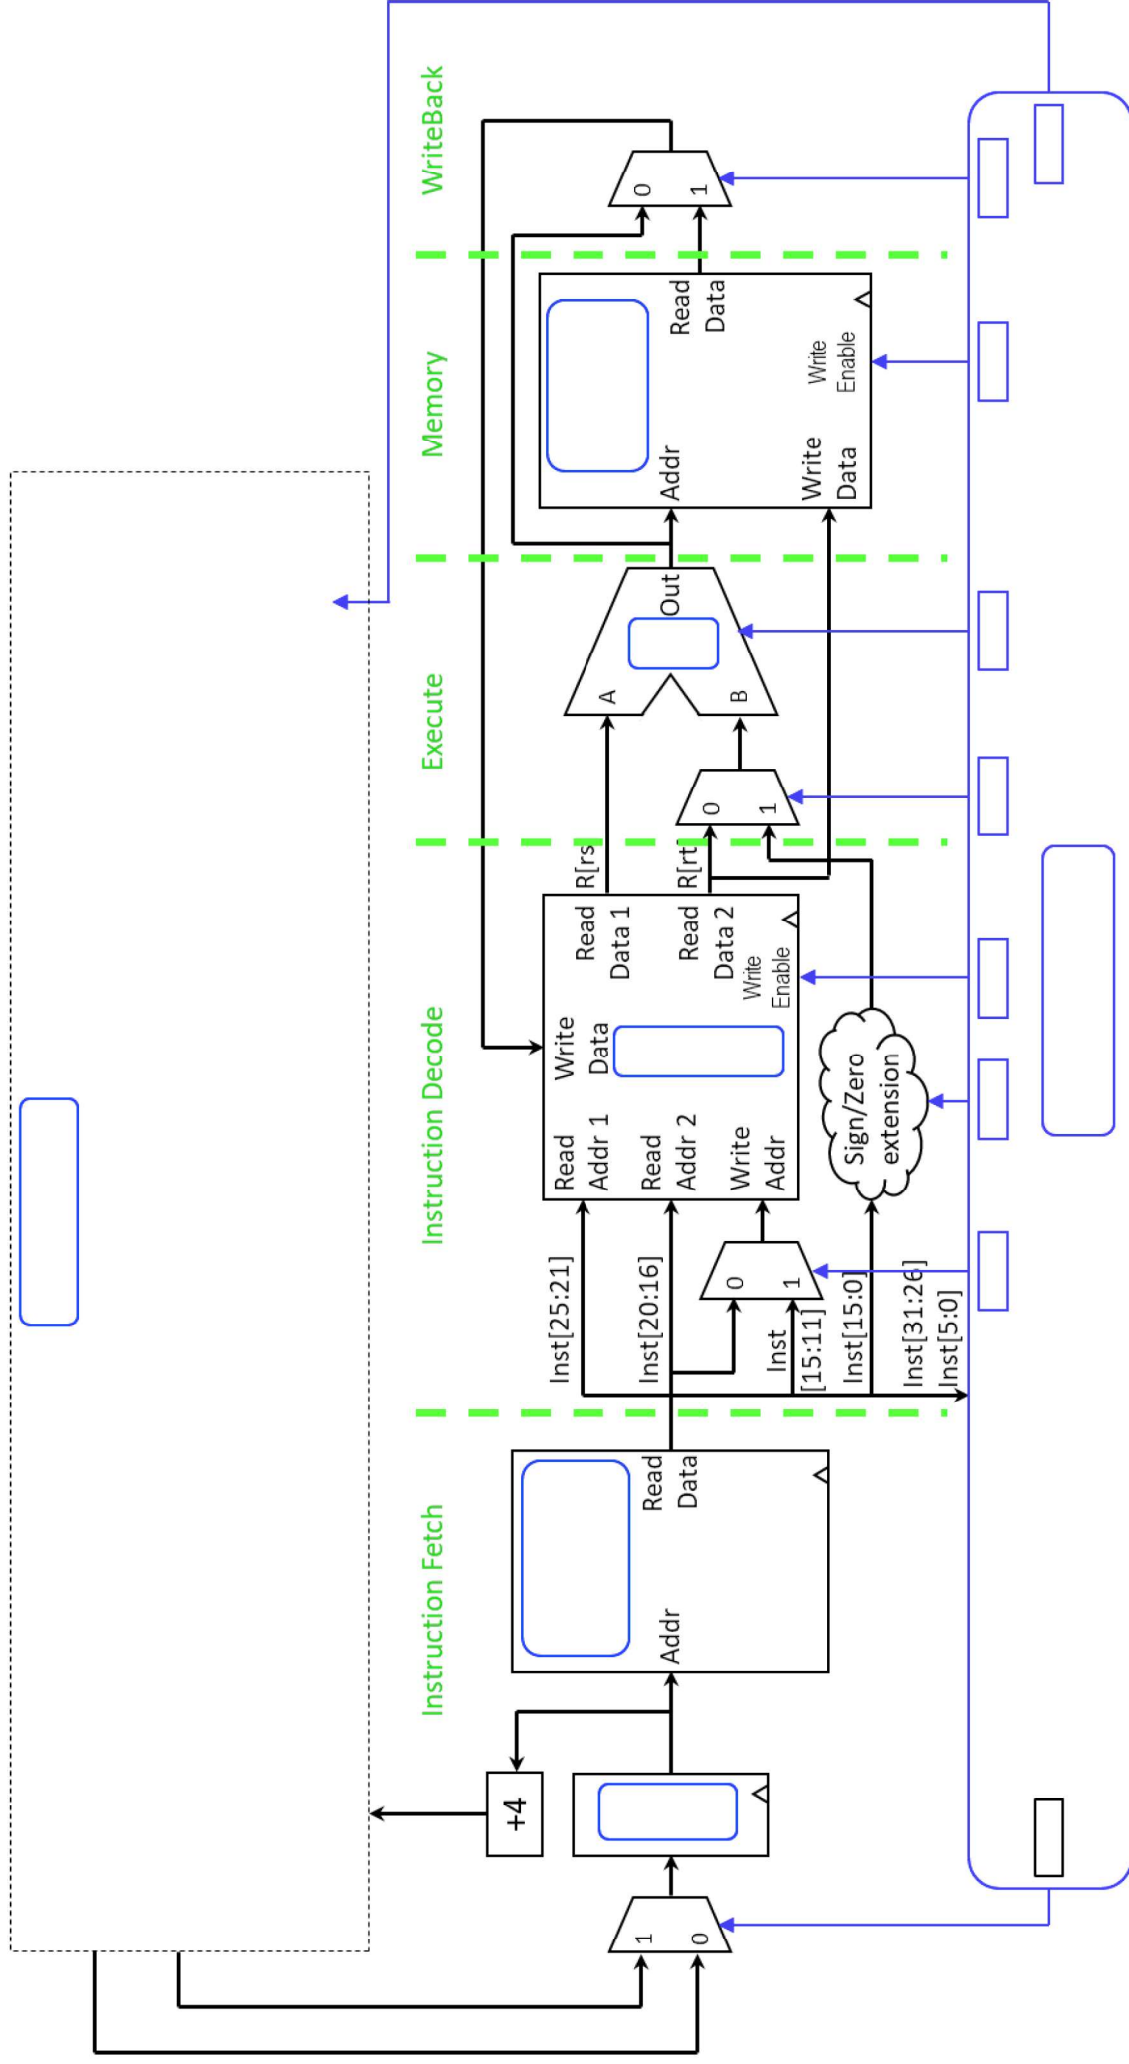 Instruction Fetch
Instruction Decode
Execute
Memory
WriteBack
+4
1
0
Addr
Read
Data
Inst[25:21]
Inst[20:16]
Inst
[15:11]
Inst[15:0]
Inst[31:26]
Inst[5:0]
0
1
Read
Addr 1
Read
Addr 2
Write
Addr
Write
Data
Read
Data 1
Read
Data 2
Write
Enable
Sign/Zero
extension
R[rs
R[rt
0
1
A
B
Out
Addr
Write
Data
Write
Enable
Read
Data
0
1